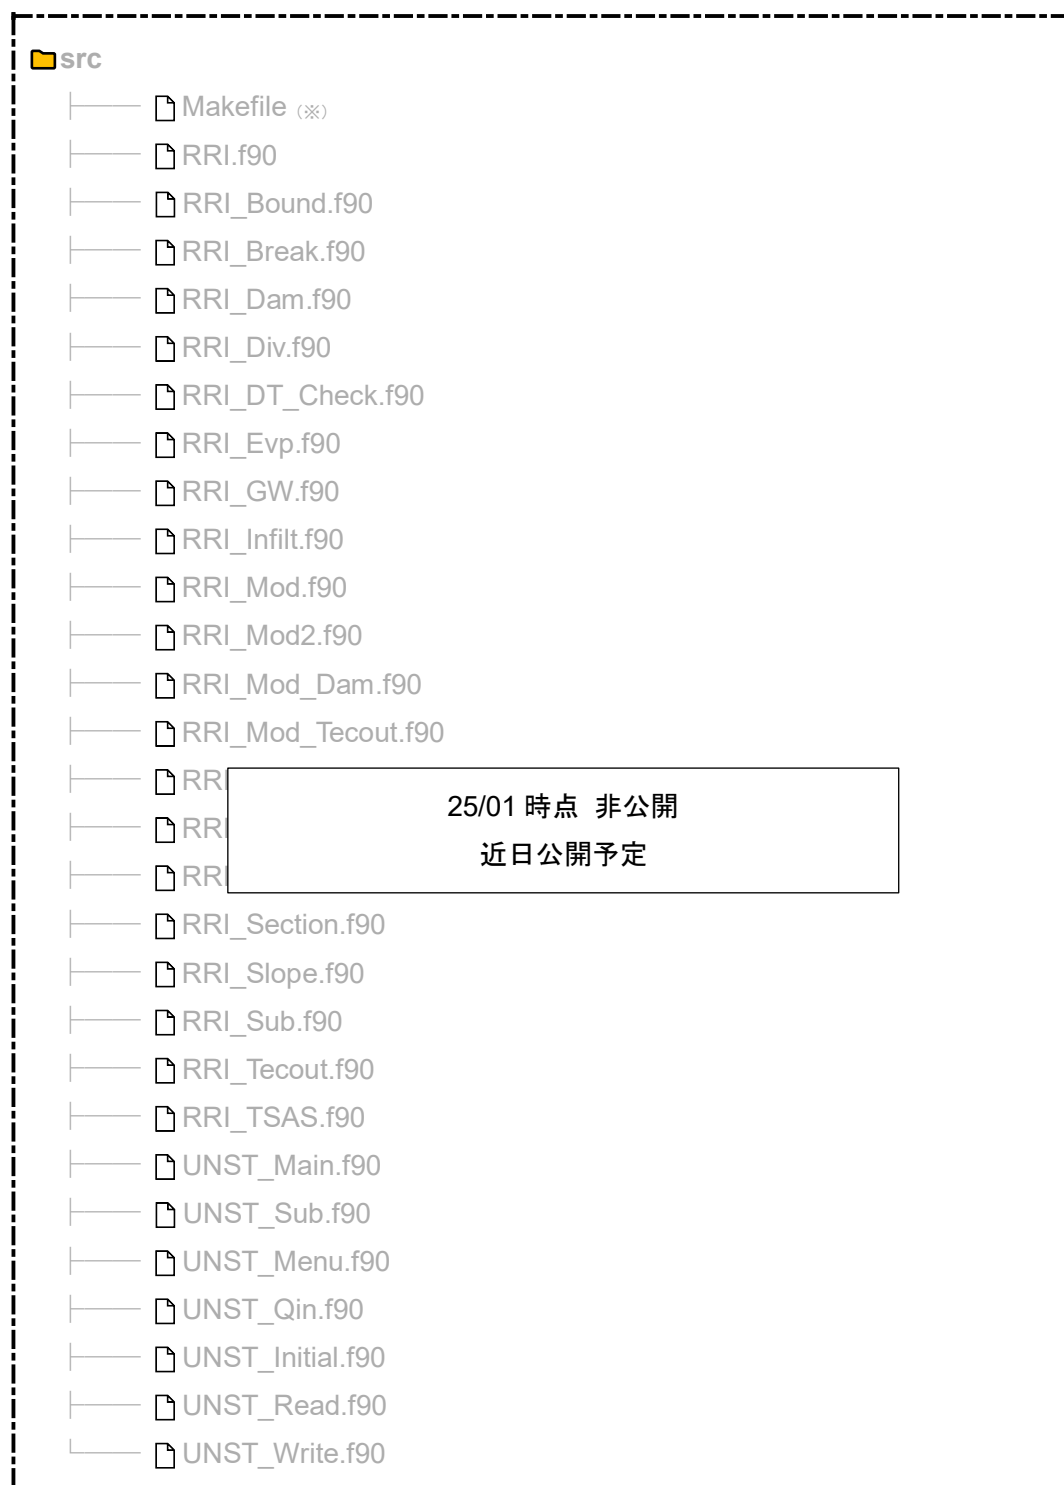 src
Makefile (※)
RRI.f90
RRI_Bound.f90
RRI_Break.f90
RRI_Dam.f90
RRI_Div.f90
RRI_DT_Check.f90
RRI_Evp.f90
RRI_GW.f90
RRI_Infilt.f90
RRI_Mod.f90
RRI_Mod2.f90
RRI_Mod_Dam.f90
RRI_Mod_Tecout.f90
25/01 時点 非公開
近日公開予定
RRI_Section.f90
RRI_Slope.f90
RRI_Sub.f90
RRI_Tecout.f90
RRI_TSAS.f90
UNST_Main.f90
UNST_Sub.f90
UNST_Menu.f90
UNST_Qin.f90
UNST_Initial.f90
UNST_Read.f90
UNST_Write.f90